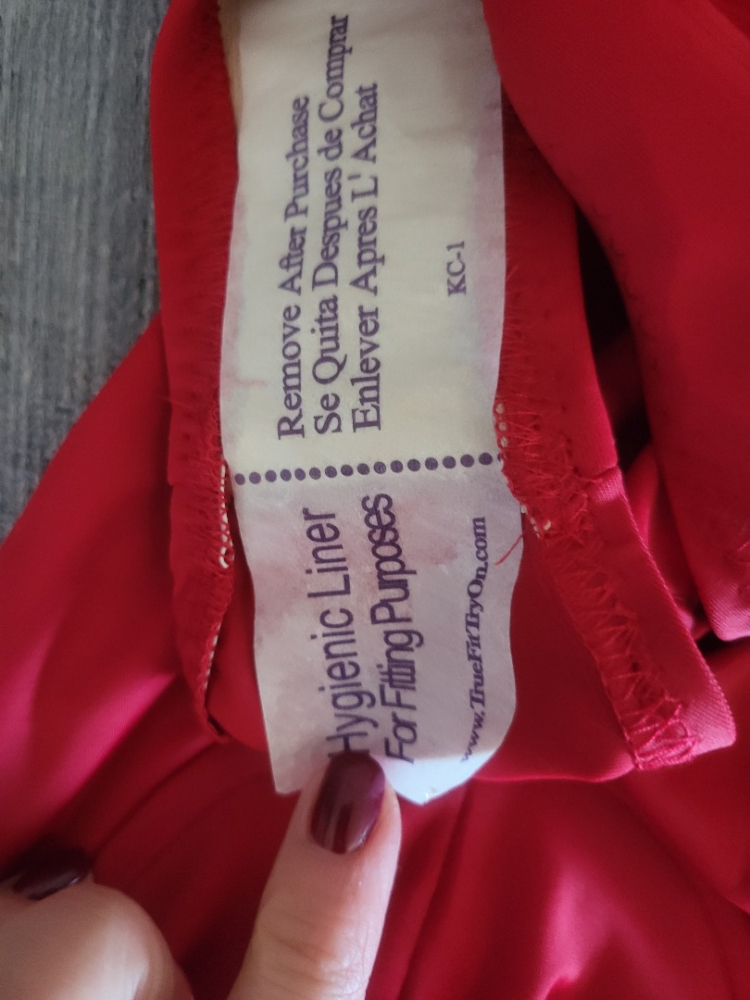 Remove After Purchase
Se Quita Despues de Comprar
Enlever Apres L' Achat
KC-1
Hygienic Liner
For Fitting Purposes
www.TrueFitTryOn.com